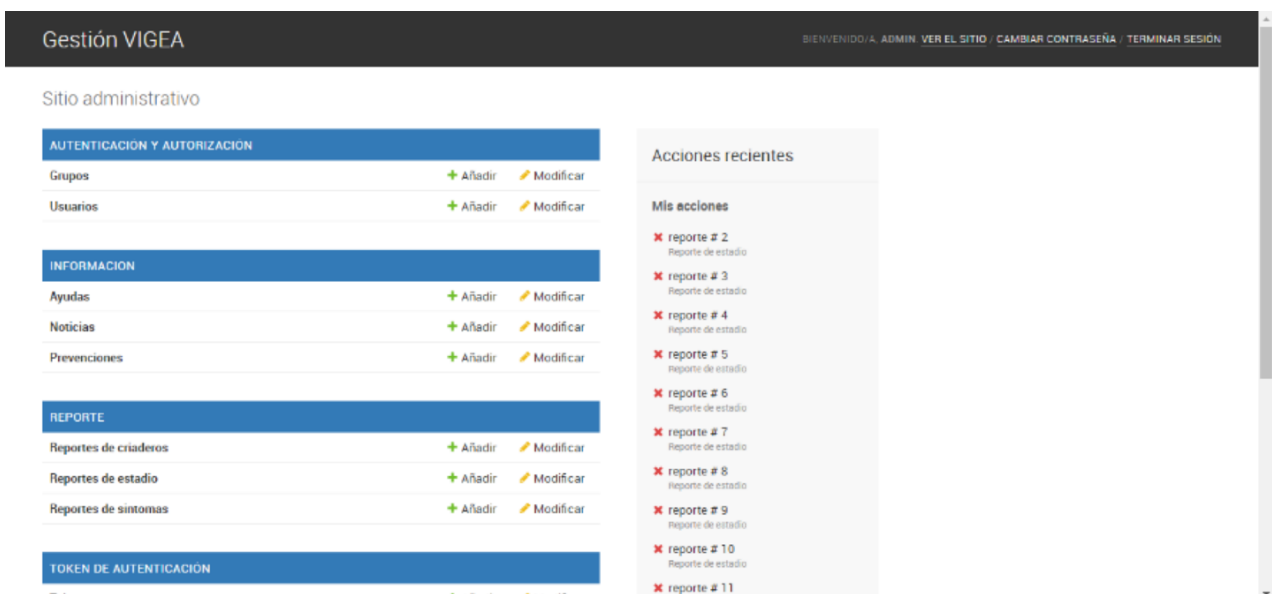 Gestión VIGEA
BIENVENIDO/A, ADMIN. VER EL SITIO / CAMBIAR CONTRASEÑA / TERMINAR SESIÓN
Sitio administrativo
AUTENTICACIÓN Y AUTORIZACIÓN
Grupos Añadir Modificar
Usuarios Añadir Modificar
INFORMACION
Ayudas Añadir Modificar
Noticias Añadir Modificar
Prevenciones Añadir Modificar
REPORTE
Reportes de criaderos Añadir Modificar
Reportes de estadio Añadir Modificar
Reportes de sintomas Añadir Modificar
TOKEN DE AUTENTICACIÓN
Acciones recientes
Mis acciones
reporte # 2
Reporte de estadio
reporte # 3
Reporte de estadio
reporte # 4
Reporte de estadio
reporte # 5
Reporte de estadio
reporte # 6
Reporte de estadio
reporte # 7
Reporte de estadio
reporte # 8
Reporte de estadio
reporte # 9
Reporte de estadio
reporte # 10
Reporte de estadio
reporte # 11